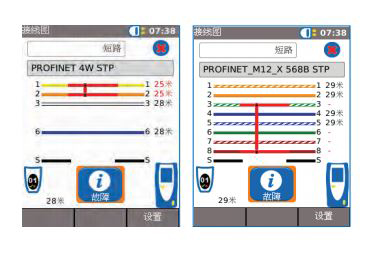 接线图 07:38
短路
PROFINET 4W STP
1 1 25米
2 2 25米
3 3 28米
6 6 28米
S S
01
i
故障
28米
设置
接线图 07:38
短路
PROFINET_M12_X 568B STP
1 1 29米
2 2 29米
3 3 -
4 4 29米
5 5 29米
6 6 -
7 7 -
8 8 -
S S
01
i
故障
29米
设置